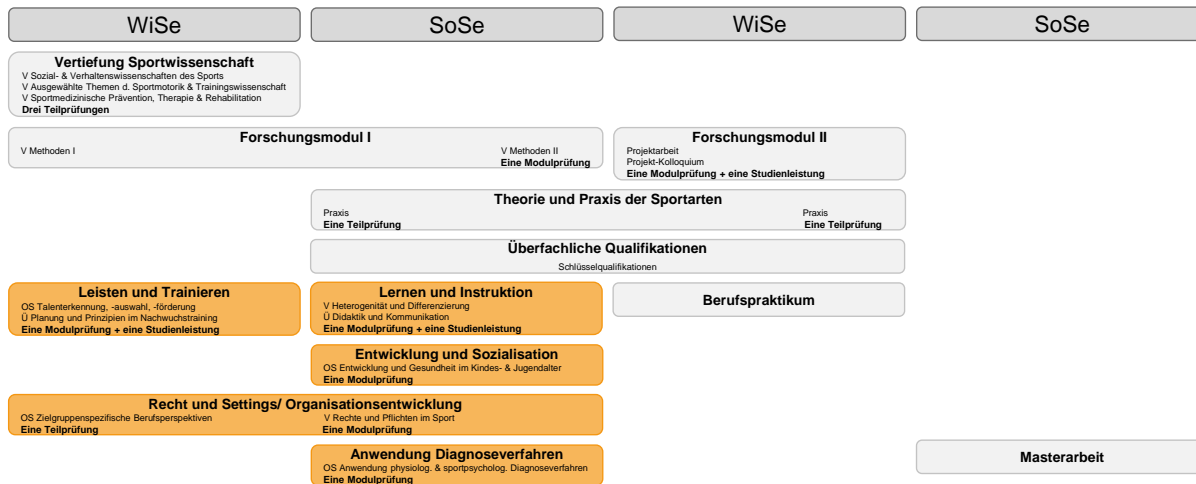 WiSe
SoSe
WiSe
SoSe
Vertiefung Sportwissenschaft
V Sozial- & Verhaltenswissenschaften des Sports
V Ausgewählte Themen d. Sportmotorik & Trainingswissenschaft
V Sportmedizinische Prävention, Therapie & Rehabilitation
Drei Teilprüfungen
Forschungsmodul I
V Methoden I
V Methoden II
Eine Modulprüfung
Forschungsmodul II
Projektarbeit
Projekt-Kolloquium
Eine Modulprüfung + eine Studienleistung
Theorie und Praxis der Sportarten
Praxis
Eine Teilprüfung
Praxis
Eine Teilprüfung
Überfachliche Qualifikationen
Schlüsselqualifikationen
Leisten und Trainieren
OS Talenterkennung, -auswahl, -förderung
Ü Planung und Prinzipien im Nachwuchstraining
Eine Modulprüfung + eine Studienleistung
Lernen und Instruktion
V Heterogenität und Differenzierung
Ü Didaktik und Kommunikation
Eine Modulprüfung + eine Studienleistung
Berufspraktikum
Entwicklung und Sozialisation
OS Entwicklung und Gesundheit im Kindes- & Jugendalter
Eine Modulprüfung
Recht und Settings/ Organisationsentwicklung
OS Zielgruppenspezifische Berufsperspektiven
Eine Teilprüfung
V Rechte und Pflichten im Sport
Eine Modulprüfung
Anwendung Diagnoseverfahren
OS Anwendung physiolog. & sportpsycholog. Diagnoseverfahren
Eine Modulprüfung
Masterarbeit